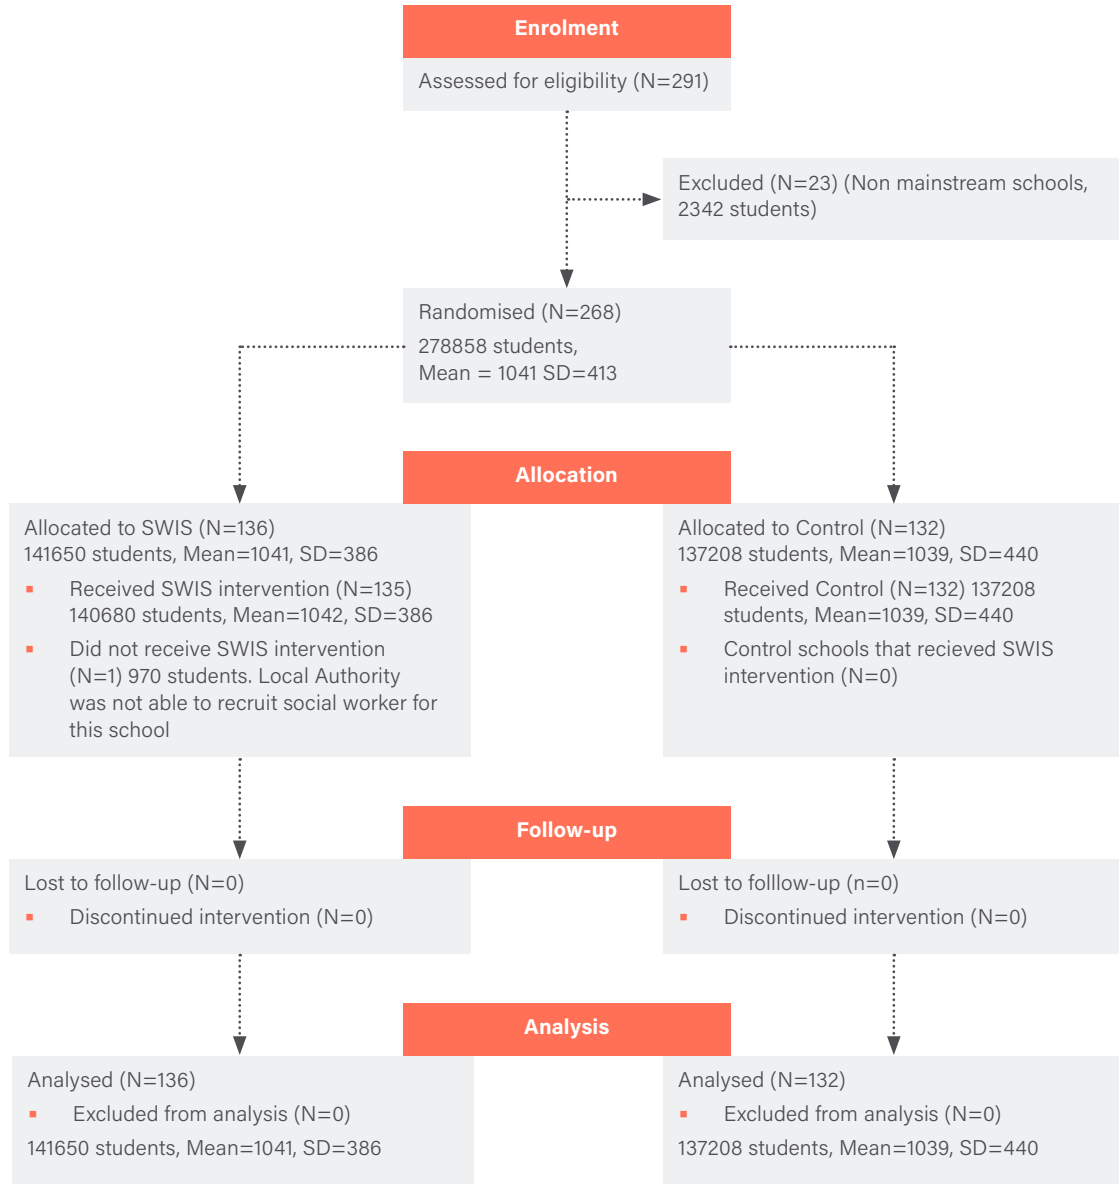 Enrolment
Assessed for eligibility (N=291)
Excluded (N=23) (Non mainstream schools,
2342 students)
Randomised (N=268)
278858 students,
Mean = 1041 SD=413
Allocation
Allocated to SWIS (N=136)
141650 students, Mean=1041, SD=386
▪ Received SWIS intervention (N=135)
140680 students, Mean=1042, SD=386
▪ Did not receive SWIS intervention
(N=1) 970 students. Local Authority
was not able to recruit social worker for
this school
Allocated to Control (N=132)
137208 students, Mean=1039, SD=440
▪ Received Control (N=132) 137208
students, Mean=1039, SD=440
▪ Control schools that recieved SWIS
intervention (N=0)
Follow-up
Lost to follow-up (N=0)
▪ Discontinued intervention (N=0)
Lost to folllow-up (n=0)
▪ Discontinued intervention (N=0)
Analysis
Analysed (N=136)
▪ Excluded from analysis (N=0)
141650 students, Mean=1041, SD=386
Analysed (N=132)
▪ Excluded from analysis (N=0)
137208 students, Mean=1039, SD=440